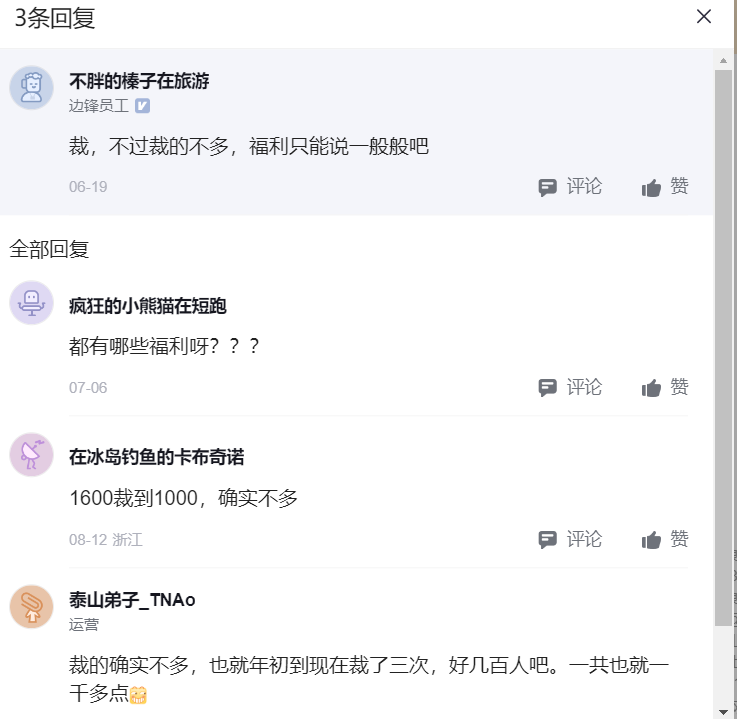 3条回复
不胖的榛子在旅游
边锋员工
裁，不过裁的不多，福利只能说一般般吧
06-19
评论
赞
全部回复
疯狂的小熊猫在短跑
都有哪些福利呀？？？
07-06
评论
赞
在冰岛钓鱼的卡布奇诺
1600裁到1000，确实不多
08-12 浙江
评论
赞
泰山弟子_TNAo
运营
裁的确实不多，也就年初到现在裁了三次，好几百人吧。一共也就一
千多点